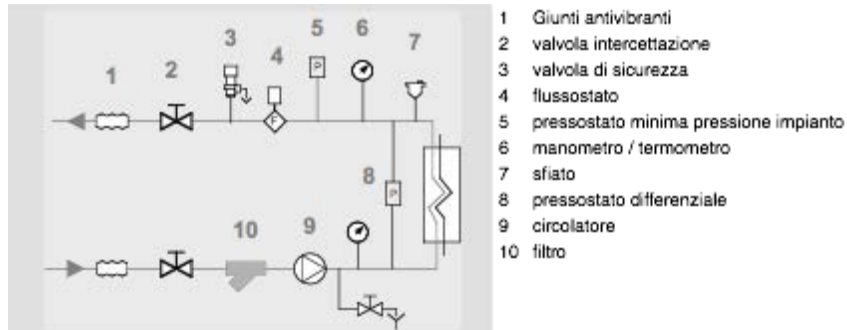 5 6 7
3
4
1 2
8
10 9
P
F
P
1 Giunti antivibranti
2 valvola intercettazione
3 valvola di sicurezza
4 flussostato
5 pressostato minima pressione impianto
6 manometro / termometro
7 sfiato
8 pressostato differenziale
9 circolatore
10 filtro